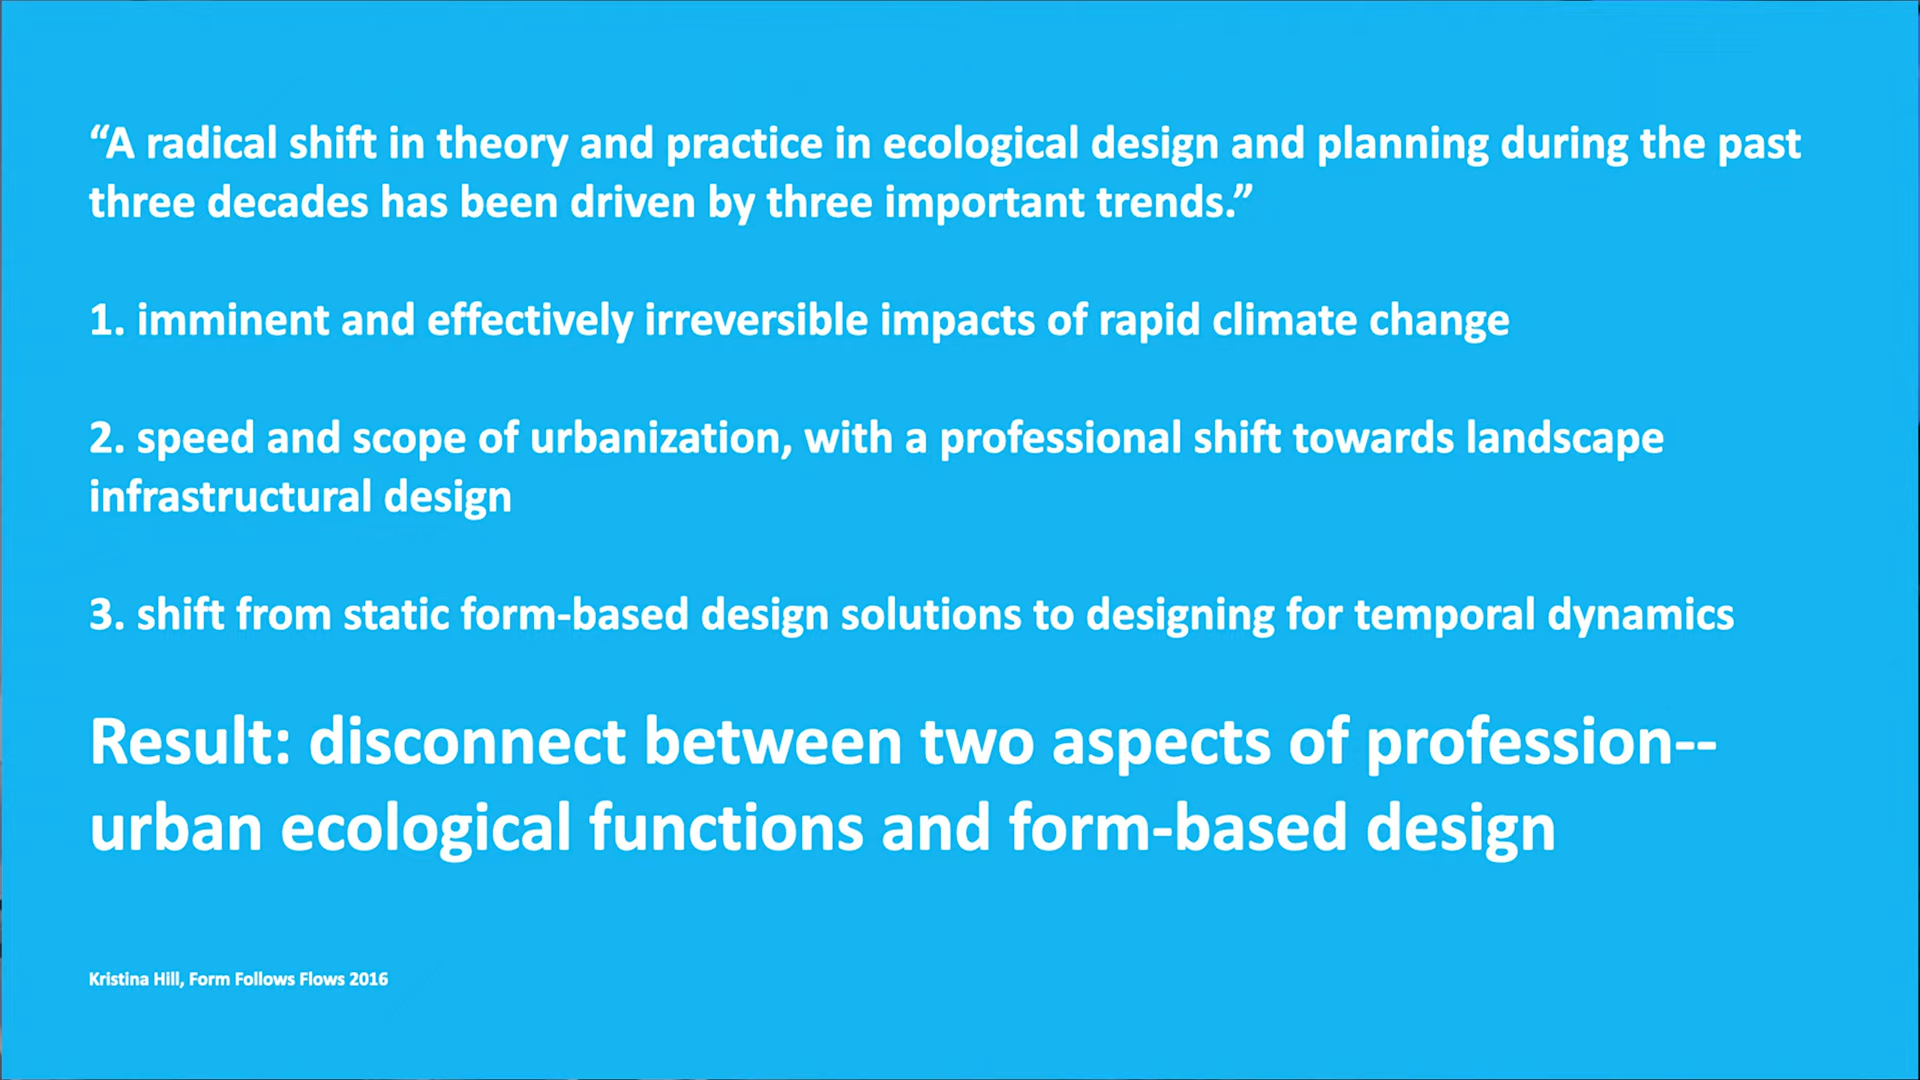 “A radical shift in theory and practice in ecological design and planning during the past
three decades has been driven by three important trends.”
1. imminent and effectively irreversible impacts of rapid climate change
2. speed and scope of urbanization, with a professional shift towards landscape
infrastructural design
3. shift from static form-based design solutions to designing for temporal dynamics
Result: disconnect between two aspects of profession--
urban ecological functions and form-based design
Kristina Hill, Form Follows Flows 2016